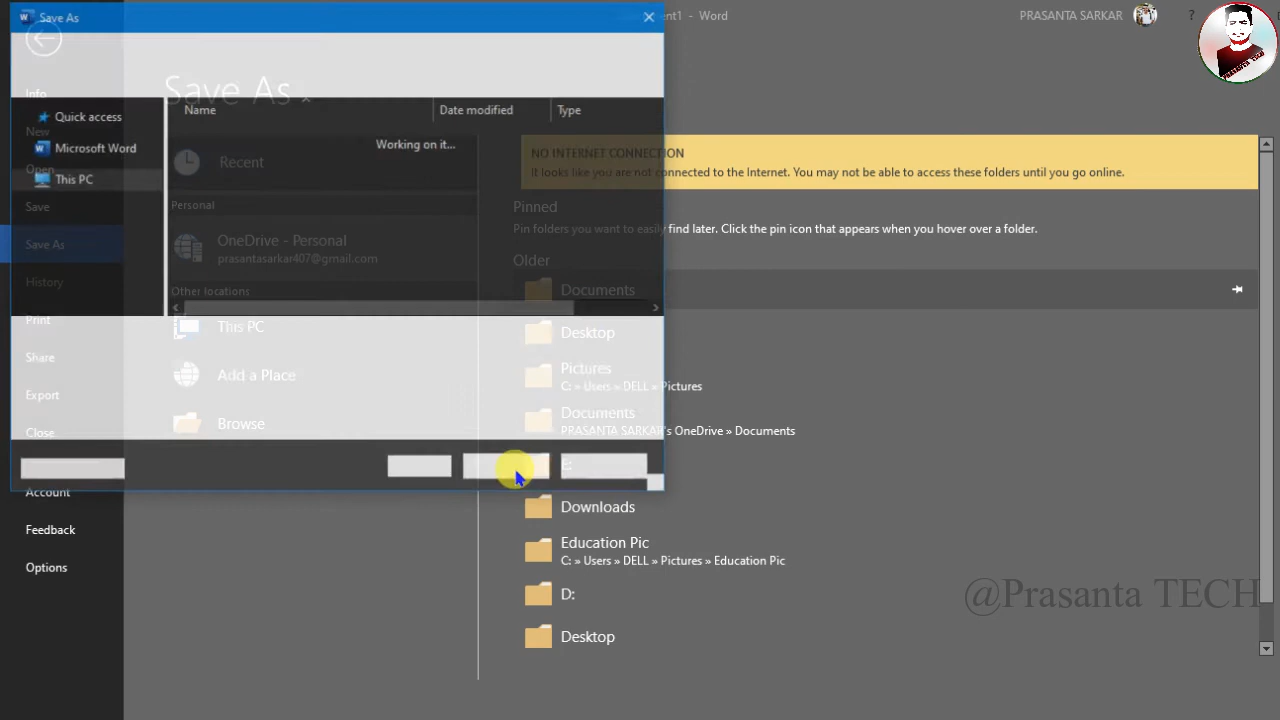 Save As
ent1 - Word
PRASANTA SARKAR
?
PRASANTA TECH
Info
New
Open
Save
Save As
History
Print
Share
Export
Close
Account
Feedback
Options
Save As
Name
Date modified
Type
Quick access
Microsoft Word
This PC
Working on it...
Recent
Personal
OneDrive - Personal
prasantasarkar407@gmail.com
Other locations
This PC
Add a Place
Browse
NO INTERNET CONNECTION
It looks like you are not connected to the Internet. You may not be able to access these folders until you go online.
Pinned
Pin folders you want to easily find later. Click the pin icon that appears when you hover over a folder.
Older
Documents
Desktop
Pictures
C: » Users » DELL » Pictures
Documents
PRASANTA SARKAR's OneDrive » Documents
E:
Downloads
Education Pic
C: » Users » DELL » Pictures » Education Pic
D:
Desktop
@Prasanta TECH